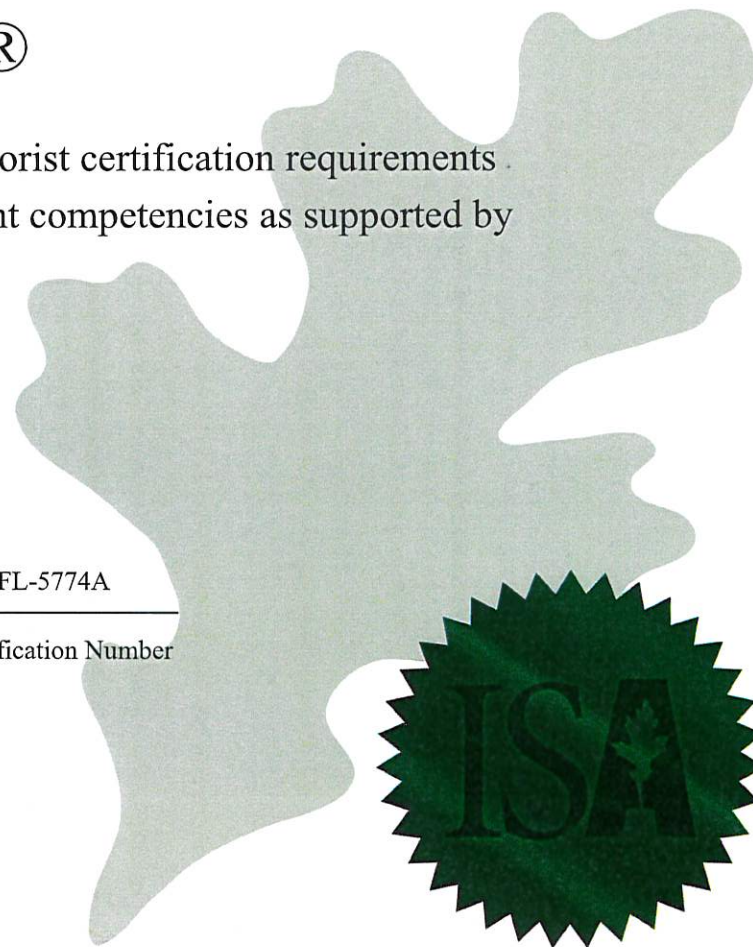 ®
orist certification requirements
nt competencies as supported by
FL-5774A
fication Number
ISA